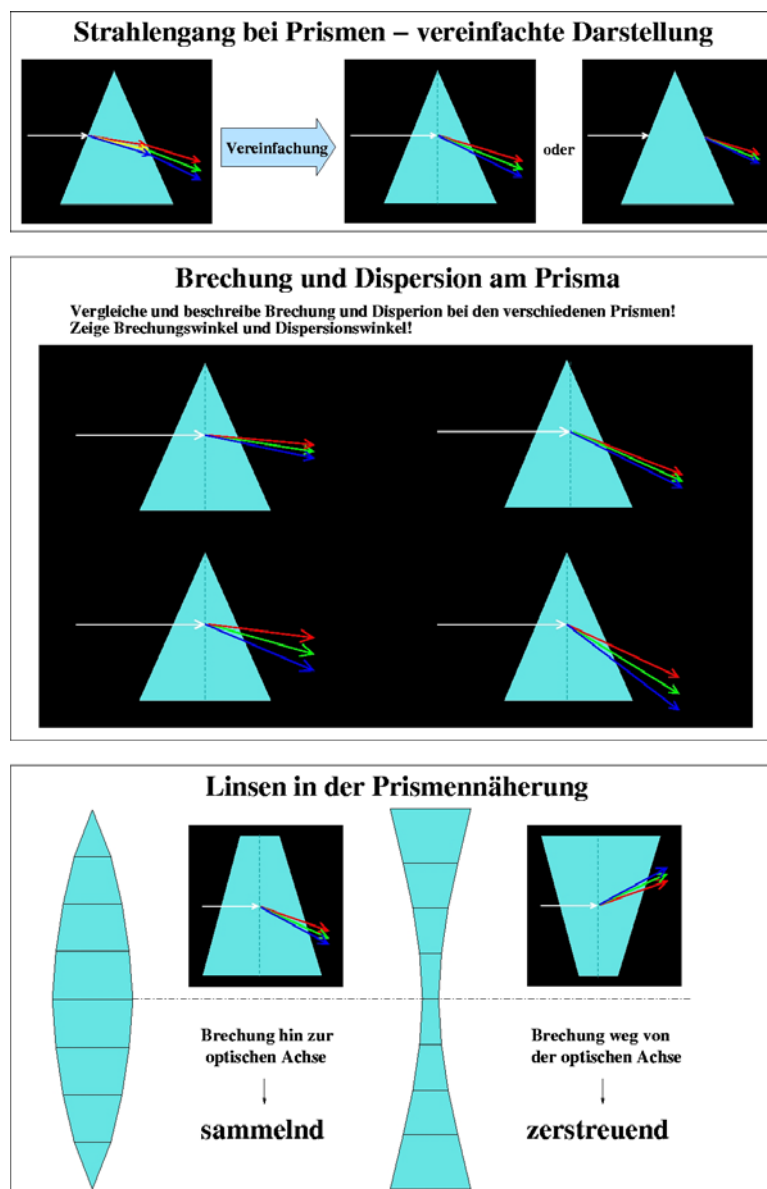 Strahlengang bei Prismen – vereinfachte Darstellung
Vereinfachung
oder
Brechung und Dispersion am Prisma
Vergleiche und beschreibe Brechung und Disperion bei den verschiedenen Prismen!
Zeige Brechungswinkel und Dispersionswinkel!
Linsen in der Prismennäherung
Brechung hin zur
optischen Achse
sammelnd
Brechung weg von
der optischen Achse
zerstreuend